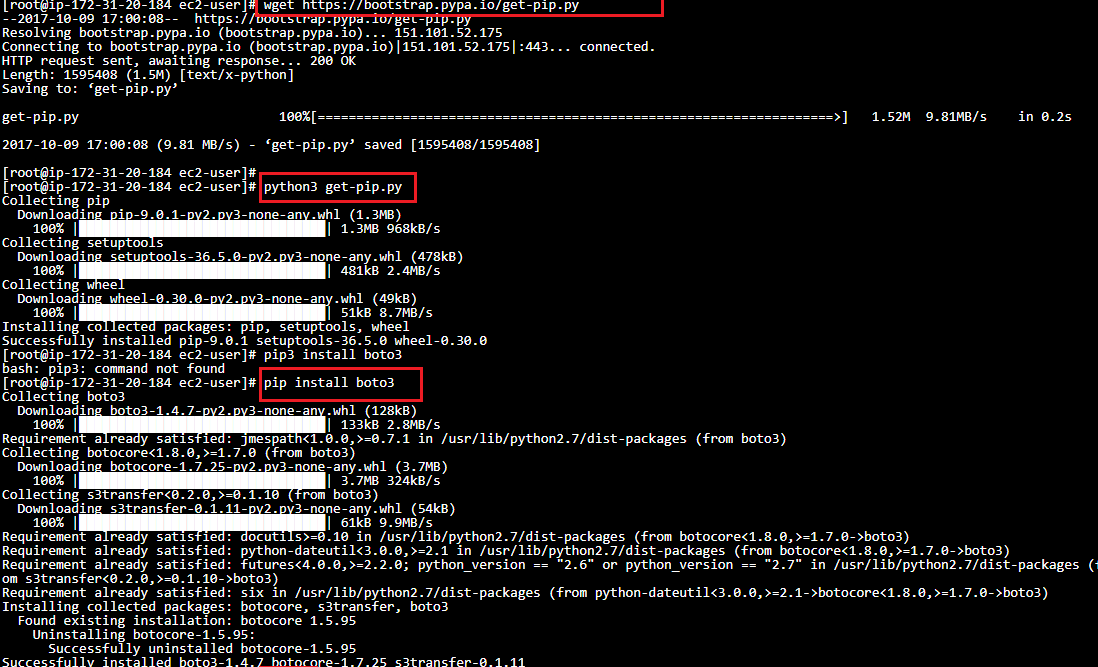 [root@ip-172-31-20-184 ec2-user]# wget https://bootstrap.pypa.io/get-pip.py
--2017-10-09 17:00:08--  https://bootstrap.pypa.io/get-pip.py
Resolving bootstrap.pypa.io (bootstrap.pypa.io)... 151.101.52.175
Connecting to bootstrap.pypa.io (bootstrap.pypa.io)|151.101.52.175|:443... connected.
HTTP request sent, awaiting response... 200 OK
Length: 1595408 (1.5M) [text/x-python]
Saving to: ‘get-pip.py’
get-pip.py                          100%[===================================================================>]   1.52M  9.81MB/s    in 0.2s
2017-10-09 17:00:08 (9.81 MB/s) - ‘get-pip.py’ saved [1595408/1595408]
[root@ip-172-31-20-184 ec2-user]#
[root@ip-172-31-20-184 ec2-user]# python3 get-pip.py
Collecting pip
  Downloading pip-9.0.1-py2.py3-none-any.whl (1.3MB)
    100% |████████████████████████████████| 1.3MB 968kB/s
Collecting setuptools
  Downloading setuptools-36.5.0-py2.py3-none-any.whl (478kB)
    100% |████████████████████████████████| 481kB 2.4MB/s
Collecting wheel
  Downloading wheel-0.30.0-py2.py3-none-any.whl (49kB)
    100% |████████████████████████████████| 51kB 8.7MB/s
Installing collected packages: pip, setuptools, wheel
Successfully installed pip-9.0.1 setuptools-36.5.0 wheel-0.30.0
[root@ip-172-31-20-184 ec2-user]# pip3 install boto3
bash: pip3: command not found
[root@ip-172-31-20-184 ec2-user]# pip install boto3
Collecting boto3
  Downloading boto3-1.4.7-py2.py3-none-any.whl (128kB)
    100% |████████████████████████████████| 133kB 2.8MB/s
Requirement already satisfied: jmespath<1.0.0,>=0.7.1 in /usr/lib/python2.7/dist-packages (from boto3)
Collecting botocore<1.8.0,>=1.7.0 (from boto3)
  Downloading botocore-1.7.25-py2.py3-none-any.whl (3.7MB)
    100% |████████████████████████████████| 3.7MB 324kB/s
Collecting s3transfer<0.2.0,>=0.1.10 (from boto3)
  Downloading s3transfer-0.1.11-py2.py3-none-any.whl (54kB)
    100% |████████████████████████████████| 61kB 9.9MB/s
Requirement already satisfied: docutils>=0.10 in /usr/lib/python2.7/dist-packages (from botocore<1.8.0,>=1.7.0->boto3)
Requirement already satisfied: python-dateutil<3.0.0,>=2.1 in /usr/lib/python2.7/dist-packages (from botocore<1.8.0,>=1.7.0->boto3)
Requirement already satisfied: futures<4.0.0,>=2.2.0; python_version == "2.6" or python_version == "2.7" in /usr/lib/python2.7/dist-packages (
om s3transfer<0.2.0,>=0.1.10->boto3)
Requirement already satisfied: six in /usr/lib/python2.7/dist-packages (from python-dateutil<3.0.0,>=2.1->botocore<1.8.0,>=1.7.0->boto3)
Installing collected packages: botocore, s3transfer, boto3
  Found existing installation: botocore 1.5.95
    Uninstalling botocore-1.5.95:
      Successfully uninstalled botocore-1.5.95
Successfully installed boto3-1.4.7 botocore-1.7.25 s3transfer-0.1.11